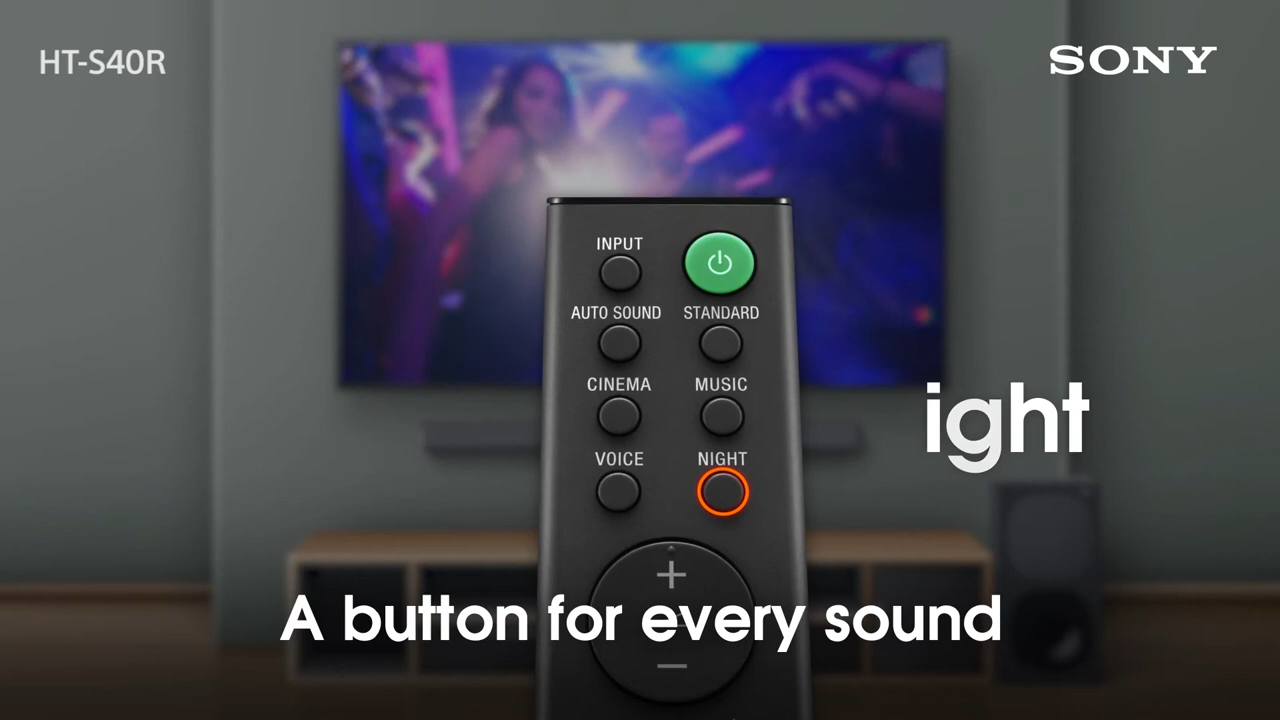 HT-S40R
SONY
INPUT
AUTO SOUND
STANDARD
CINEMA
MUSIC
ight
VOICE
NIGHT
+
A button for every sound
−